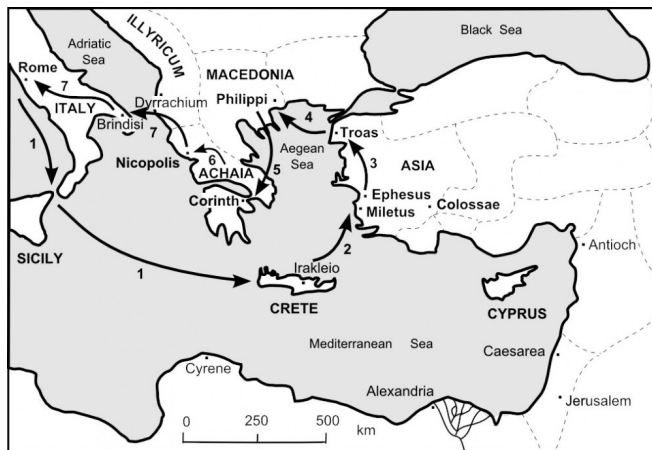 Black Sea
Adriatic
Sea
ILLYRICUM
Rome
7
ITALY
MACEDONIA
Philippi
4
Dyrrachium
Brindisi
7
Troas
1
Aegean
Sea
3
ASIA
Nicopolis
6
ACHAIA
5
Ephesus
Corinth
Miletus
Colossae
2
SICILY
1
Irakleio
CRETE
Antioch
CYPRUS
Mediterranean Sea
Caesarea
Cyrene
Alexandria
Jerusalem
0 250 500
km